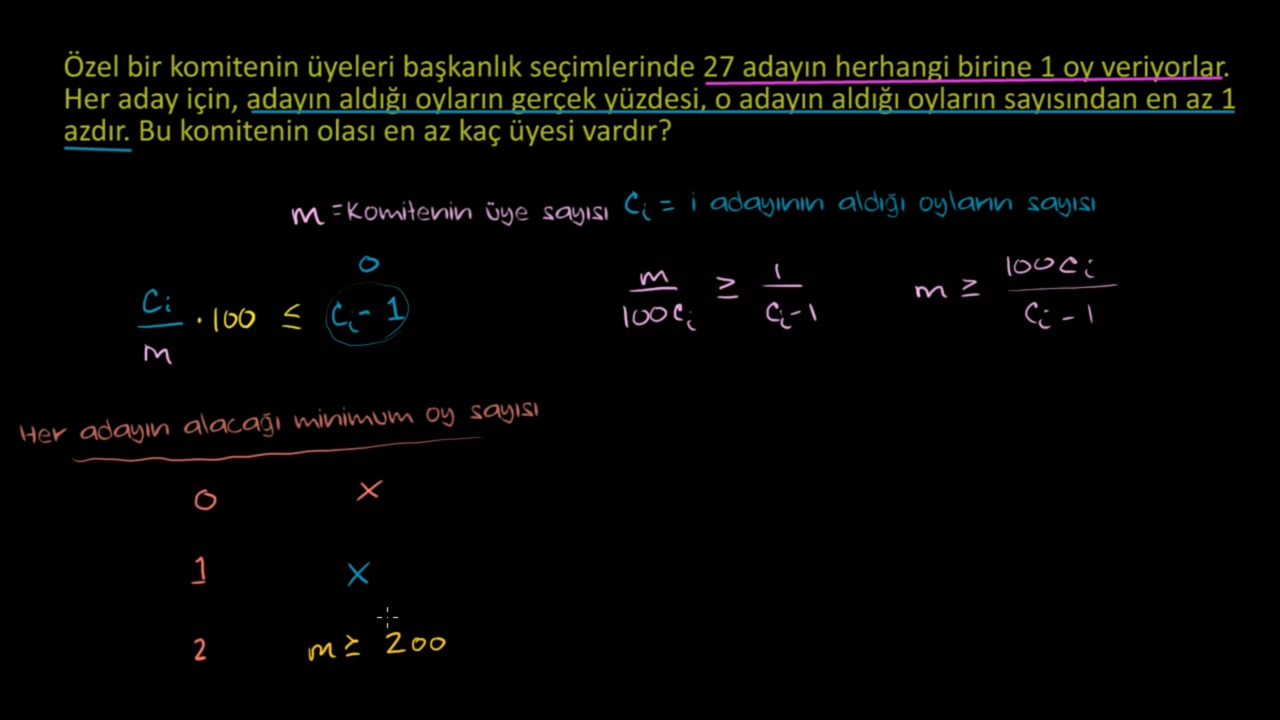 Özel bir komitenin üyeleri başkanlık seçimlerinde 27 adayın herhangi birine 1 oy veriyorlar.
Her aday için, adayın aldığı oyların gerçek yüzdesi, o adayın aldığı oyların sayısından en az 1
azdır. Bu komitenin olası en az kaç üyesi vardır?
m = Komitenin üye sayısı
Ci = i adayının aldığı oyların sayısı
0
Ci/m · 100 ≤ Ci - 1
m/100Ci ≥ 1/Ci-1
m ≥ 100Ci/Ci - 1
Her adayın alacağı minimum oy sayısı
0 x
1 x
2 m ≥ 200